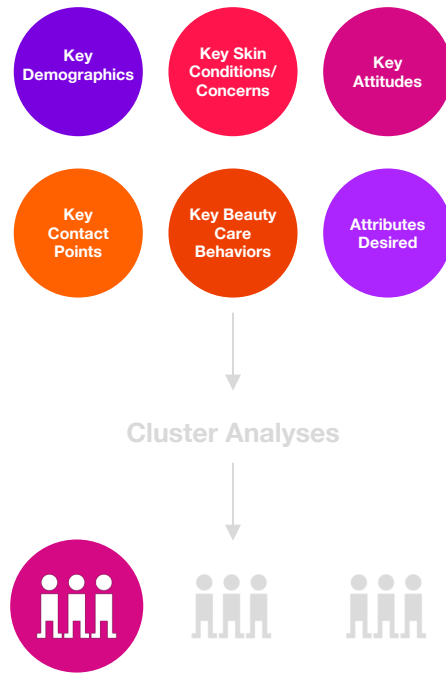 Key
Demographics
Key Skin
Conditions/
Concerns
Key
Attitudes
Key
Contact
Points
Key Beauty
Care
Behaviors
Attributes
Desired
Cluster Analyses